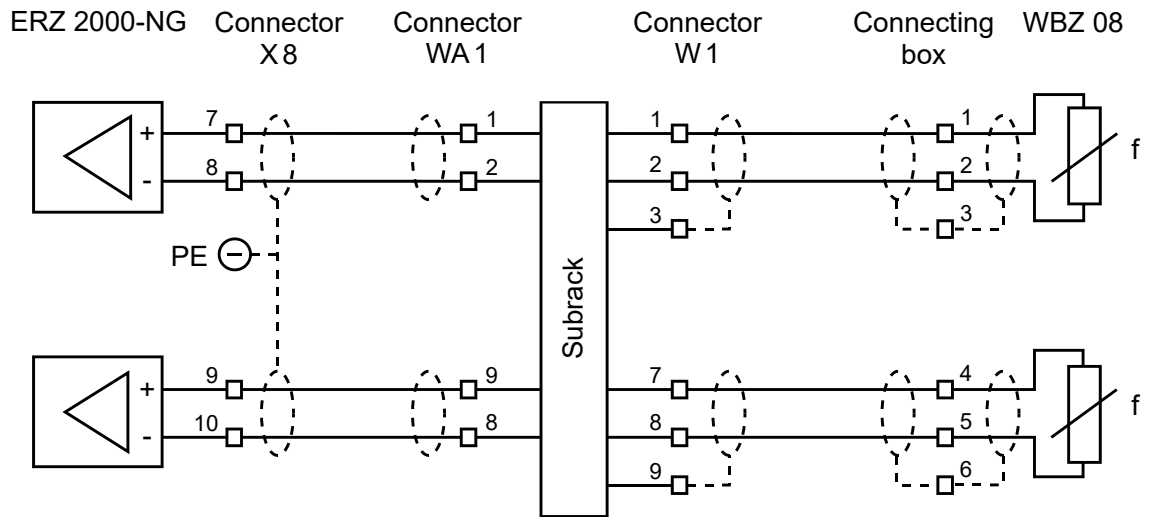 ERZ 2000-NG
Connector
X 8
Connector
WA 1
Connector
W 1
Connecting
box
WBZ 08
+
-
7
8
1
2
1
2
3
1
2
3
f
PE
Subrack
+
-
9
10
9
8
7
8
9
4
5
6
f